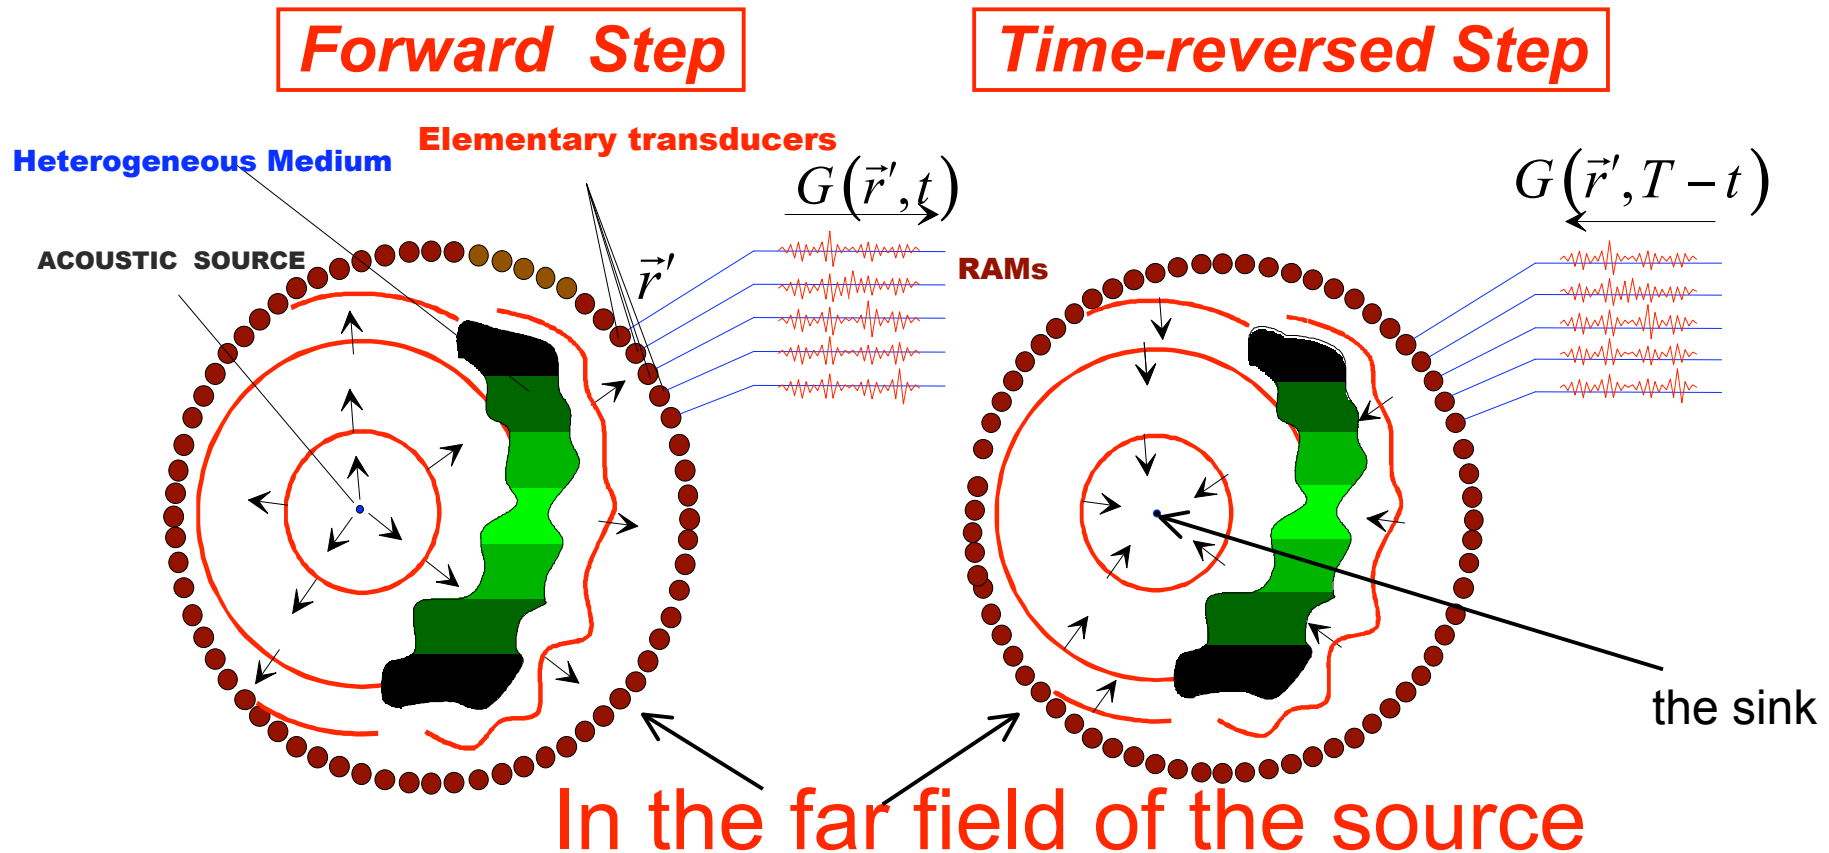 Forward Step
Time-reversed Step
Elementary transducers
Heterogeneous Medium
G(r⃗′,t)
G(r⃗′,T−t)
ACOUSTIC SOURCE
r⃗′
RAMs
the sink
In the far field of the source